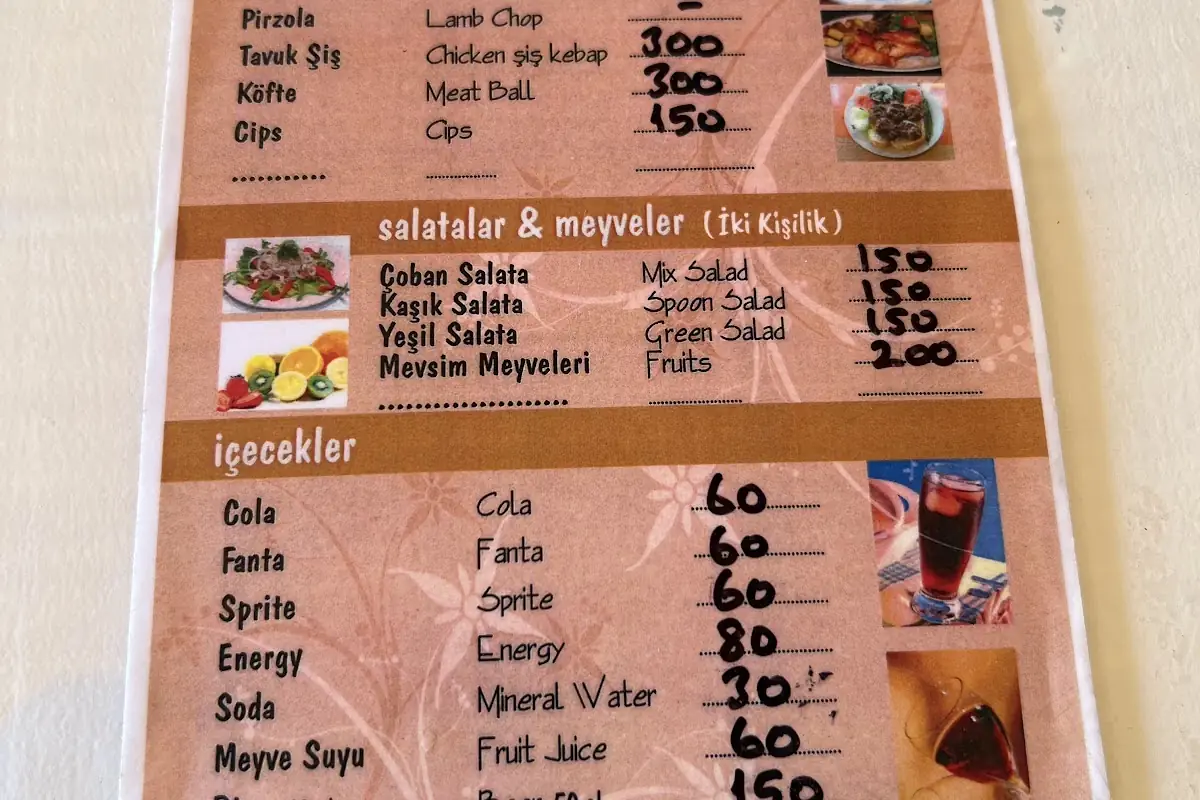 Pirzola Lamb Chop
Tavuk Şiş Chicken şiş kebap 300
Köfte Meat Ball 300
Cips Cips 150
salatalar & meyveler (İki Kişilik)
Çoban Salata Mix Salad 150
Kaşık Salata Spoon Salad 150
Yeşil Salata Green Salad 150
Mevsim Meyveleri Fruits 200
içecekler
Cola Cola 60
Fanta Fanta 60
Sprite Sprite 60
Energy Energy 80
Soda Mineral Water 30
Meyve Suyu Fruit Juice 60
150